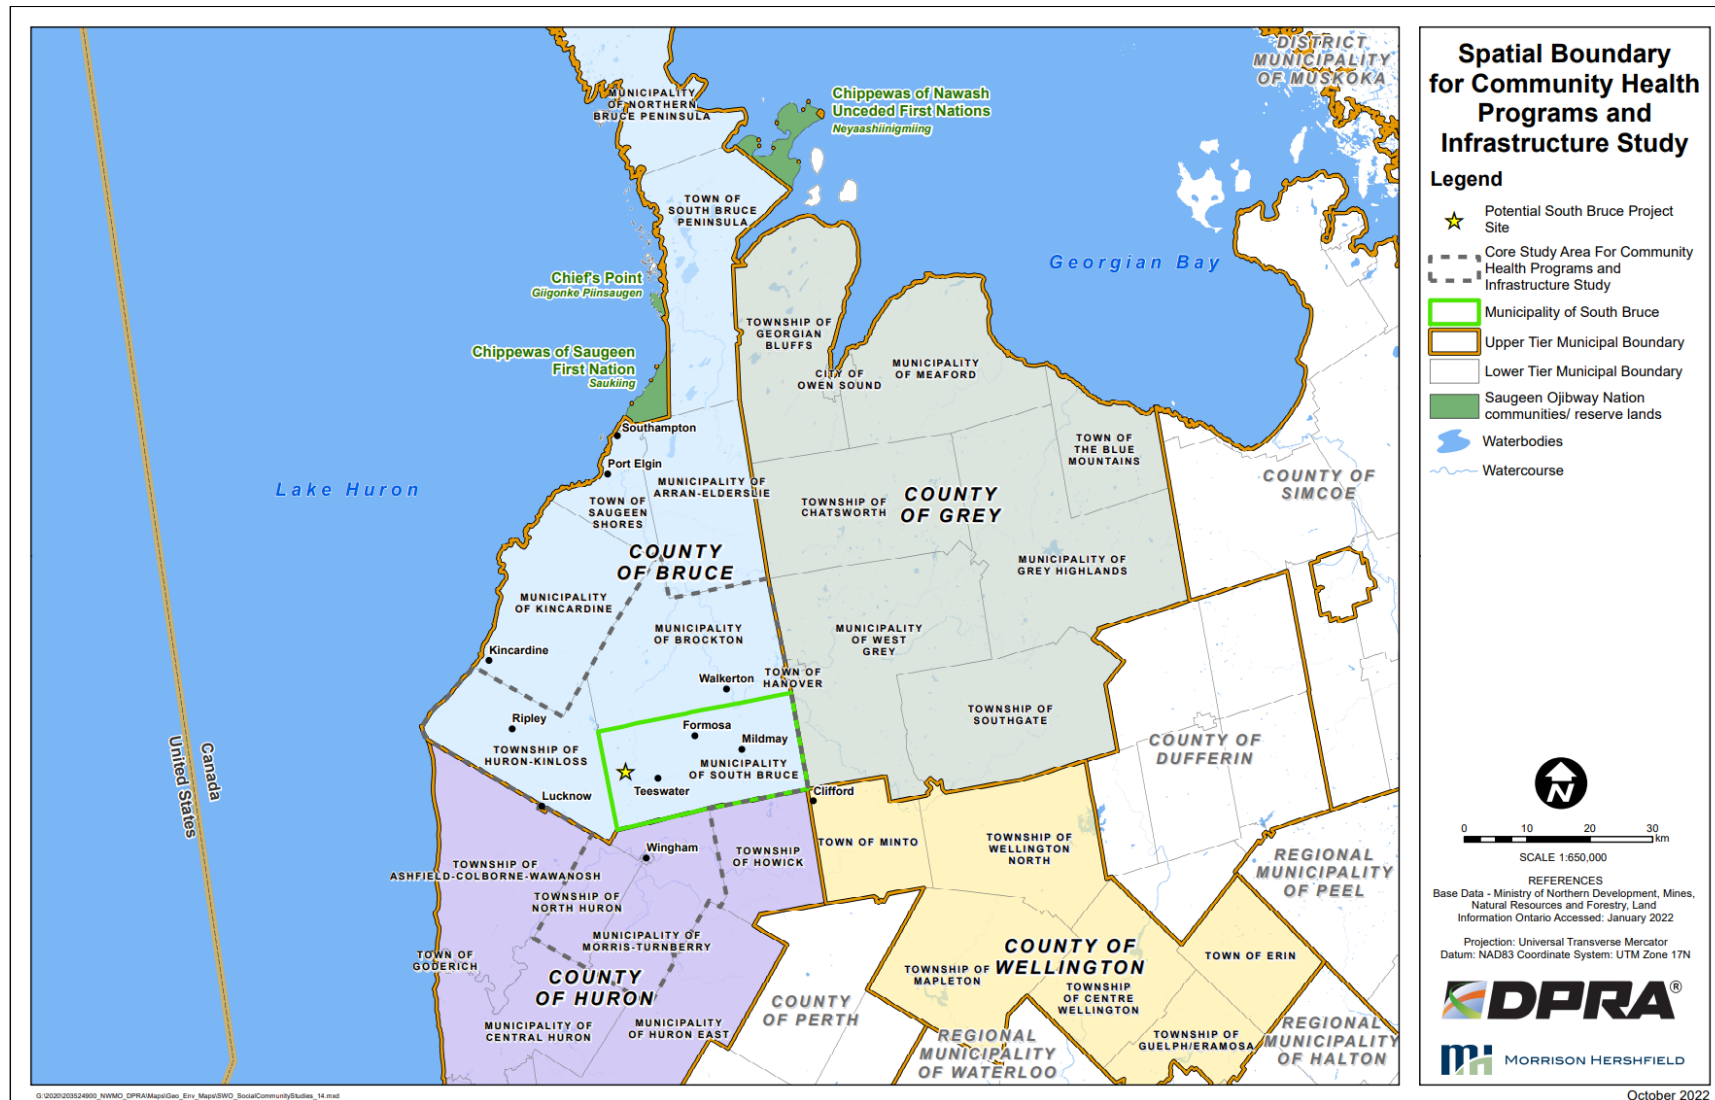 DISTRICT
MUNICIPALITY
OF MUSKOKA
MUNICIPALITY
OF NORTHERN
BRUCE PENINSULA
Chippewas of Nawash
Unceded First Nations
Neyaashiinigmiing
TOWN OF
SOUTH BRUCE
PENINSULA
Georgian Bay
Chief's Point
Giigonke Piinsaugen
TOWNSHIP OF
GEORGIAN
BLUFFS
Chippewas of Saugeen
First Nation
Saukiing
CITY OF
OWEN SOUND
MUNICIPALITY
OF MEAFORD
Southampton
TOWN OF
THE BLUE
MOUNTAINS
Port Elgin
Lake Huron
MUNICIPALITY OF
ARRAN-ELDERSLIE
TOWN OF
SAUGEEN
SHORES
TOWNSHIP OF
CHATSWORTH
COUNTY
OF GREY
COUNTY OF
SIMCOE
COUNTY
OF BRUCE
MUNICIPALITY OF
GREY HIGHLANDS
MUNICIPALITY
OF KINCARDINE
MUNICIPALITY
OF BROCKTON
MUNICIPALITY
OF WEST
GREY
Kincardine
Walkerton
TOWN OF
HANOVER
Ripley
Formosa
Mildmay
TOWNSHIP OF
SOUTHGATE
TOWNSHIP OF
HURON-KINLOSS
MUNICIPALITY
OF SOUTH BRUCE
COUNTY OF
DUFFERIN
Canada
United States
Teeswater
Lucknow
Clifford
Wingham
TOWNSHIP
OF HOWICK
TOWN OF MINTO
TOWNSHIP OF
WELLINGTON
NORTH
TOWNSHIP OF
ASHFIELD-COLBORNE-WAWANOSH
REGIONAL
MUNICIPALITY
OF PEEL
TOWNSHIP OF
NORTH HURON
MUNICIPALITY OF
MORRIS-TURNBERRY
TOWN OF
GODERICH
COUNTY OF
WELLINGTON
TOWN OF ERIN
COUNTY
OF HURON
TOWNSHIP OF
MAPLETON
TOWNSHIP
OF CENTRE
WELLINGTON
COUNTY
OF PERTH
MUNICIPALITY OF
CENTRAL HURON
MUNICIPALITY
OF HURON EAST
REGIONAL
MUNICIPALITY
OF WATERLOO
TOWNSHIP OF
GUELPH/ERAMOSA
REGIONAL
MUNICIPALITY
OF HALTON
Spatial Boundary
for Community Health
Programs and
Infrastructure Study
Legend
Potential South Bruce Project
Site
Core Study Area For Community
Health Programs and
Infrastructure Study
Municipality of South Bruce
Upper Tier Municipal Boundary
Lower Tier Municipal Boundary
Saugeen Ojibway Nation
communities/ reserve lands
Waterbodies
Watercourse
N
0 10 20 30
km
SCALE 1:650,000
REFERENCES
Base Data - Ministry of Northern Development, Mines,
Natural Resources and Forestry, Land
Information Ontario Accessed: January 2022
Projection: Universal Transverse Mercator
Datum: NAD83 Coordinate System: UTM Zone 17N
DPRA®
MORRISON HERSHFIELD
G:\2020\203524900_NWMO_DPRA\Maps\Geo_Env_Maps\SWO_SocialCommunityStudies_14.mxd
October 2022